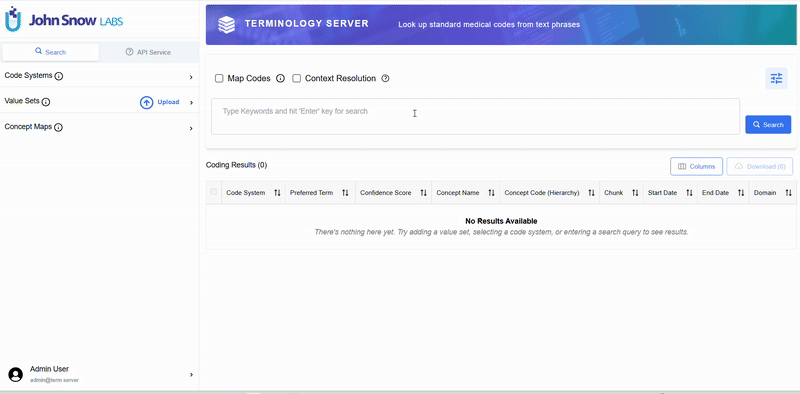 John Snow LABS
Search
API Service
Code Systems
Value Sets
Upload
Concept Maps
Admin User
admin@term.server
TERMINOLOGY SERVER
Look up standard medical codes from text phrases
Map Codes
Context Resolution
Type Keywords and hit 'Enter' key for search
Search
Coding Results (0)
Columns
Download (0)
Code System Preferred Term Confidence Score Concept Name Concept Code (Hierarchy) Chunk Start Date End Date Domain
No Results Available
There's nothing here yet. Try adding a value set, selecting a code system, or entering a search query to see results.